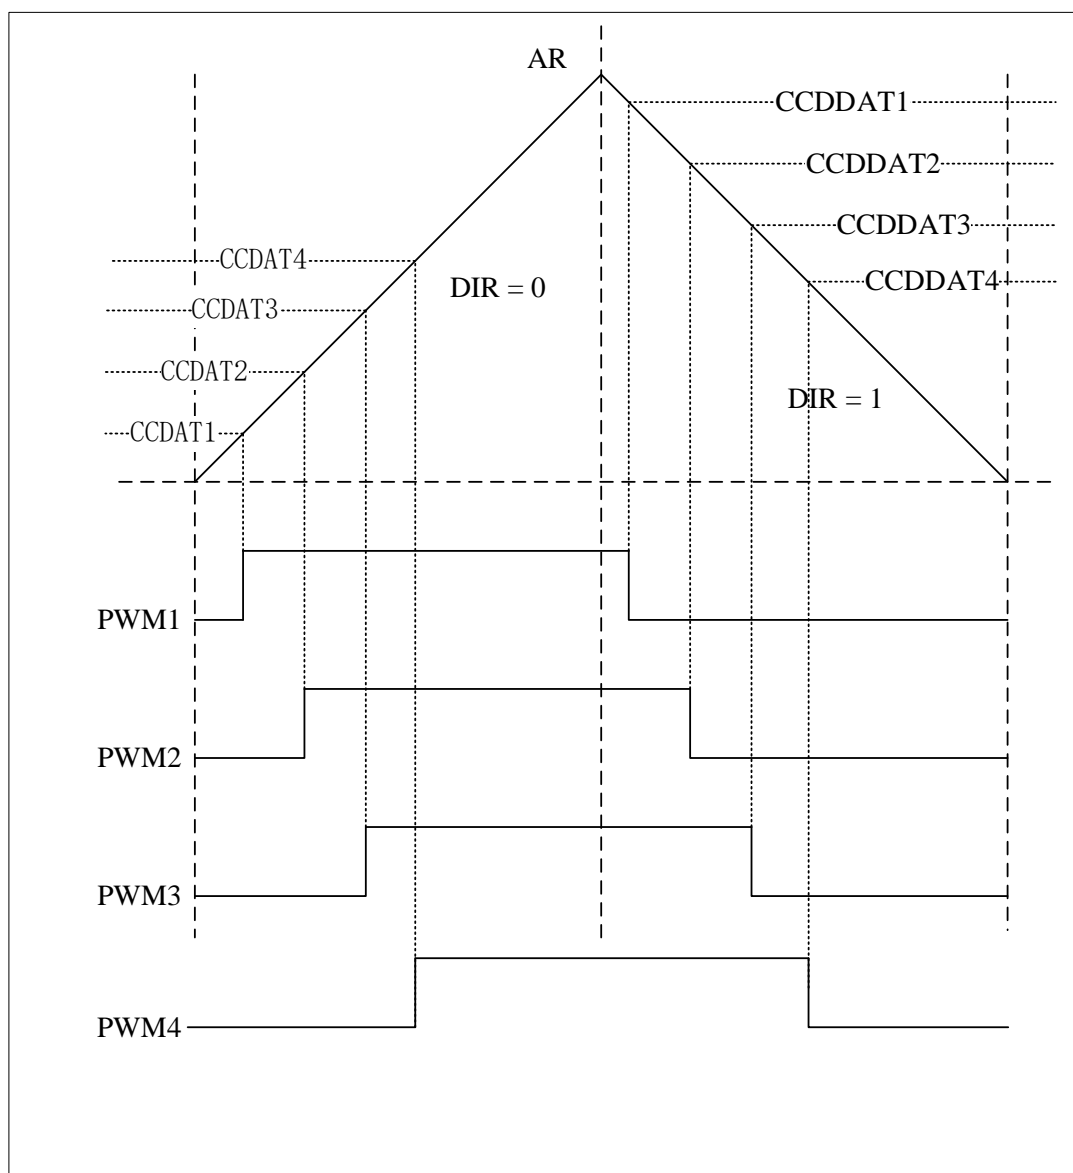 AR
CCDDAT1
CCDDAT2
CCDDAT3
CCDAT4
CCDDAT4
DIR = 0
CCDAT3
CCDAT2
DIR = 1
CCDAT1
PWM1
PWM2
PWM3
PWM4